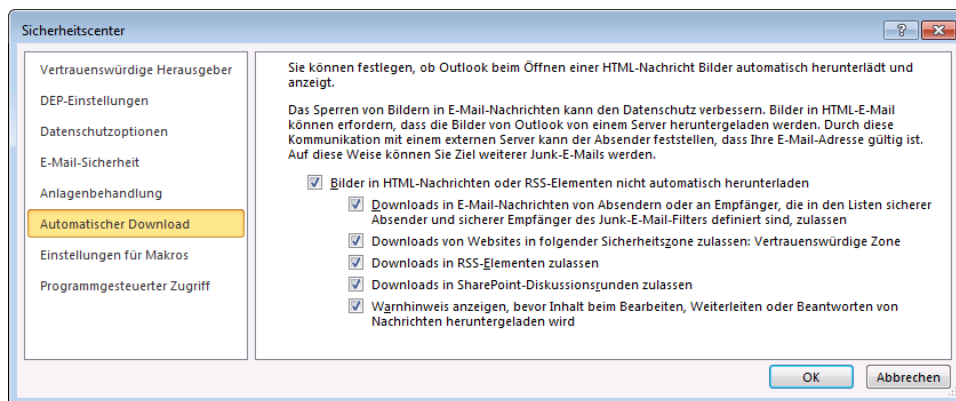 Sicherheitscenter
Vertrauenswürdige Herausgeber
DEP-Einstellungen
Datenschutzoptionen
E-Mail-Sicherheit
Anlagenbehandlung
Automatischer Download
Einstellungen für Makros
Programmgesteuerter Zugriff
Sie können festlegen, ob Outlook beim Öffnen einer HTML-Nachricht Bilder automatisch herunterlädt und
anzeigt.
Das Sperren von Bildern in E-Mail-Nachrichten kann den Datenschutz verbessern. Bilder in HTML-E-Mail
können erfordern, dass die Bilder von Outlook von einem Server heruntergeladen werden. Durch diese
Kommunikation mit einem externen Server kann der Absender feststellen, dass Ihre E-Mail-Adresse gültig ist.
Auf diese Weise können Sie Ziel weiterer Junk-E-Mails werden.
Bilder in HTML-Nachrichten oder RSS-Elementen nicht automatisch herunterladen
Downloads in E-Mail-Nachrichten von Absendern oder an Empfänger, die in den Listen sicherer
Absender und sicherer Empfänger des Junk-E-Mail-Filters definiert sind, zulassen
Downloads von Websites in folgender Sicherheitszone zulassen: Vertrauenswürdige Zone
Downloads in RSS-Elementen zulassen
Downloads in SharePoint-Diskussionsrunden zulassen
Warnhinweis anzeigen, bevor Inhalt beim Bearbeiten, Weiterleiten oder Beantworten von
Nachrichten heruntergeladen wird
OK
Abbrechen